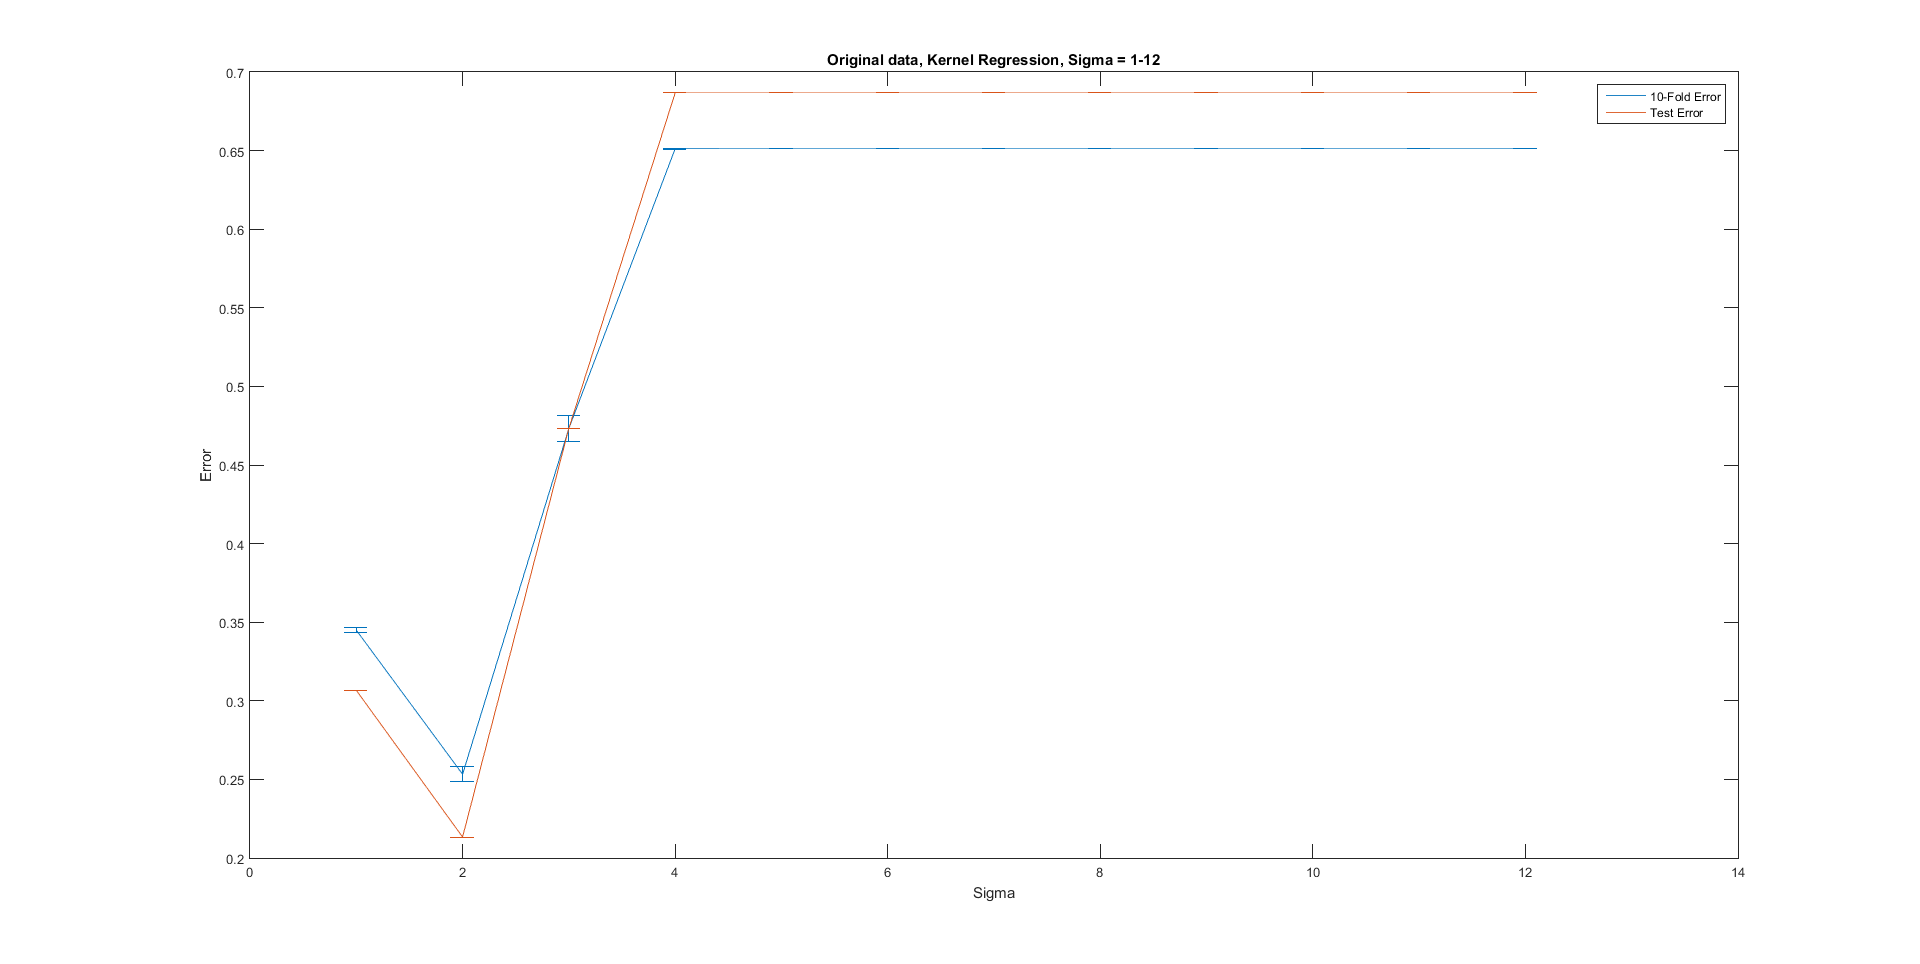 Original data, Kernel Regression, Sigma = 1-12
0.7
0.65
0.6
0.55
0.5
0.45
0.4
0.35
0.3
0.25
0.2
Error
10-Fold Error
Test Error
0 2 4 6 8 10 12 14
Sigma